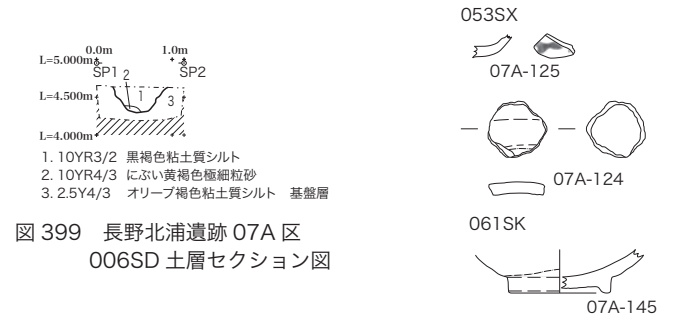 0.0m 1.0m
L=5.000m
SP1 2 SP2
1
L=4.500m
3
L=4.000m
1. 10YR3/2 黒褐色粘土質シルト
2. 10YR4/3 にぶい黄褐色極細粒砂
3. 2.5Y4/3 オリーブ褐色粘土質シルト 基盤層
図 399 長野北浦遺跡 07A 区
006SD 土層セクション図
053SX
07A-125
07A-124
061SK
07A-145